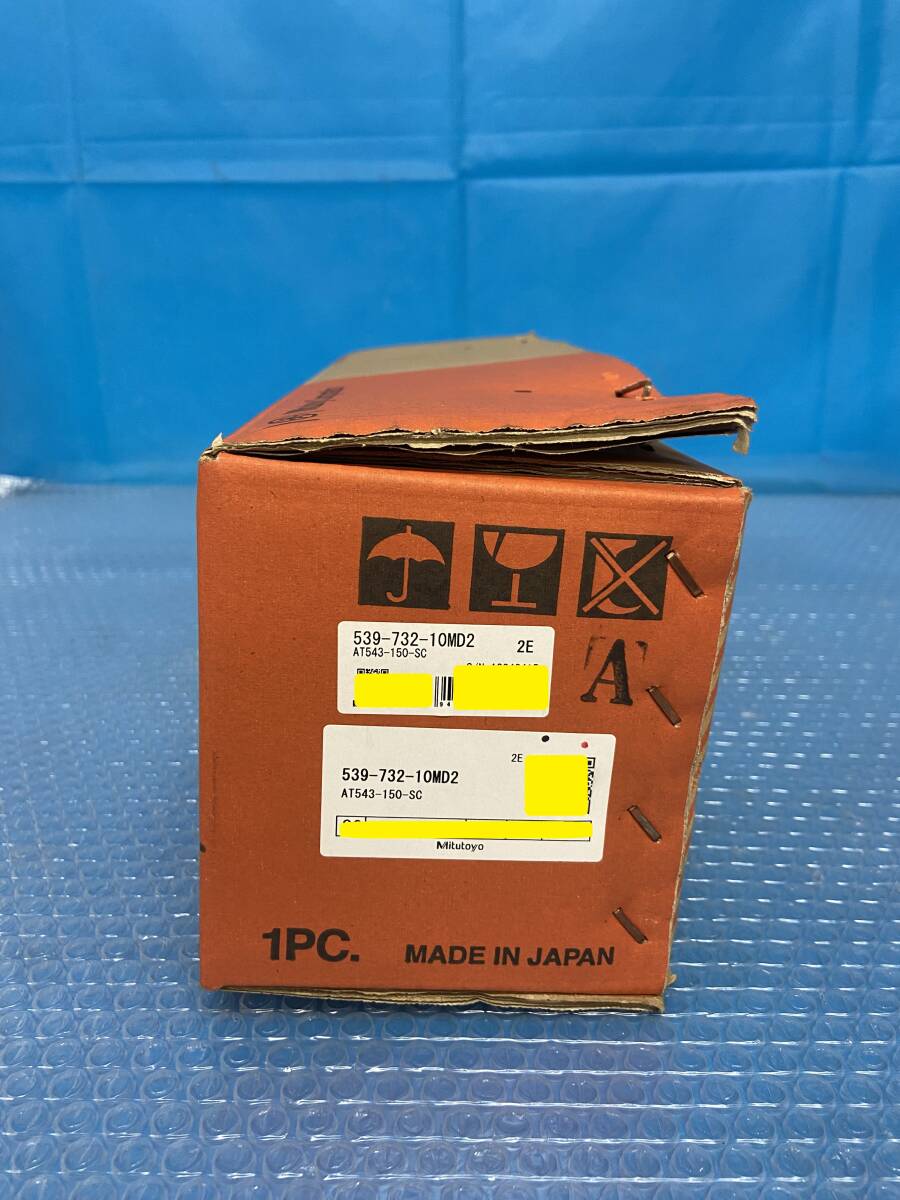 539-732-10MD2 2E
AT543-150-SC
94
A
539-732-10MD2
2E
AT543-150-SC
Mitutoyo
1PC. MADE IN JAPAN